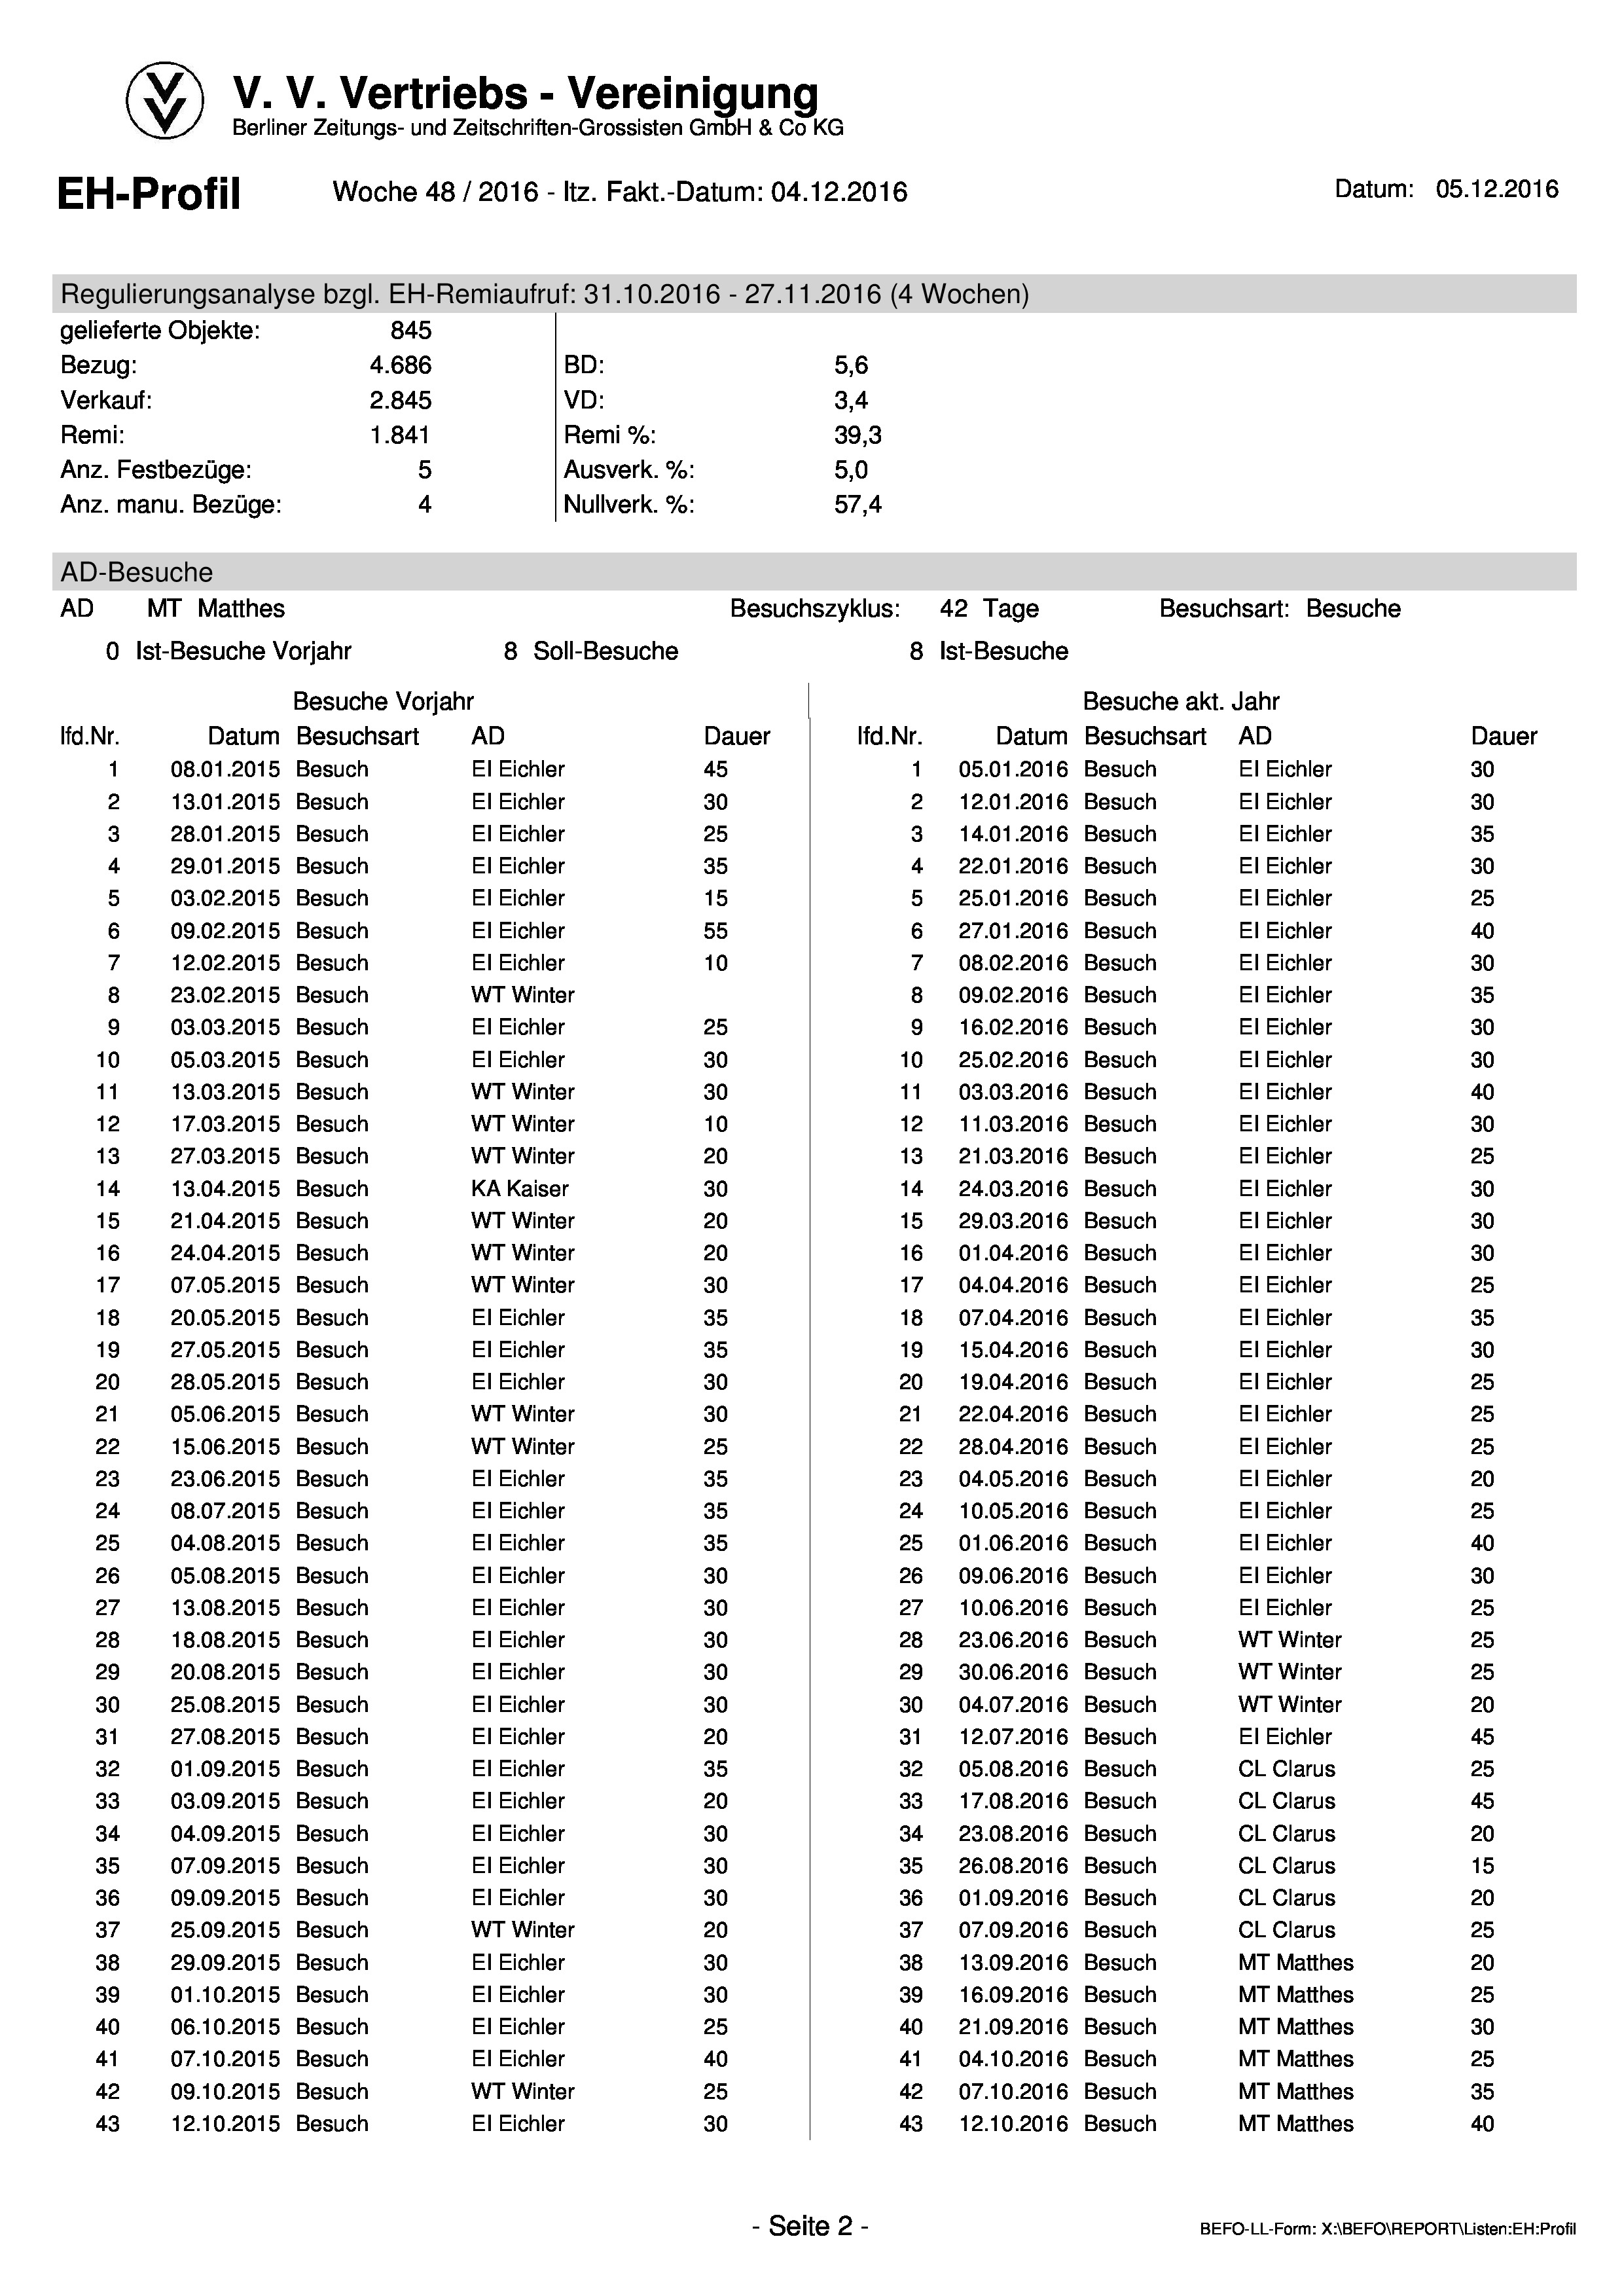 V. V. Vertriebs - Vereinigung
Berliner Zeitungs- und Zeitschriften-Grossisten GmbH & Co KG
EH-Profil Woche 48 / 2016 - ltz. Fakt.-Datum: 04.12.2016 Datum: 05.12.2016
Regulierungsanalyse bzgl. EH-Remiaufruf: 31.10.2016 - 27.11.2016 (4 Wochen)
gelieferte Objekte: 845
Bezug: 4.686 BD: 5,6
Verkauf: 2.845 VD: 3,4
Remi: 1.841 Remi %: 39,3
Anz. Festbezüge: 5 Ausverk. %: 5,0
Anz. manu. Bezüge: 4 Nullverk. %: 57,4
AD-Besuche
AD MT Matthes Besuchszyklus: 42 Tage Besuchsart: Besuche
0 Ist-Besuche Vorjahr 8 Soll-Besuche 8 Ist-Besuche
Besuche Vorjahr Besuche akt. Jahr
lfd.Nr. Datum Besuchsart AD Dauer lfd.Nr. Datum Besuchsart AD Dauer
1 08.01.2015 Besuch EI Eichler 45 1 05.01.2016 Besuch EI Eichler 30
2 13.01.2015 Besuch EI Eichler 30 2 12.01.2016 Besuch EI Eichler 30
3 28.01.2015 Besuch EI Eichler 25 3 14.01.2016 Besuch EI Eichler 35
4 29.01.2015 Besuch EI Eichler 35 4 22.01.2016 Besuch EI Eichler 30
5 03.02.2015 Besuch EI Eichler 15 5 25.01.2016 Besuch EI Eichler 25
6 09.02.2015 Besuch EI Eichler 55 6 27.01.2016 Besuch EI Eichler 40
7 12.02.2015 Besuch EI Eichler 10 7 08.02.2016 Besuch EI Eichler 30
8 23.02.2015 Besuch WT Winter 8 09.02.2016 Besuch EI Eichler 35
9 03.03.2015 Besuch EI Eichler 25 9 16.02.2016 Besuch EI Eichler 30
10 05.03.2015 Besuch EI Eichler 30 10 25.02.2016 Besuch EI Eichler 30
11 13.03.2015 Besuch WT Winter 30 11 03.03.2016 Besuch EI Eichler 40
12 17.03.2015 Besuch WT Winter 10 12 11.03.2016 Besuch EI Eichler 30
13 27.03.2015 Besuch WT Winter 20 13 21.03.2016 Besuch EI Eichler 25
14 13.04.2015 Besuch KA Kaiser 30 14 24.03.2016 Besuch EI Eichler 30
15 21.04.2015 Besuch WT Winter 20 15 29.03.2016 Besuch EI Eichler 30
16 24.04.2015 Besuch WT Winter 20 16 01.04.2016 Besuch EI Eichler 30
17 07.05.2015 Besuch WT Winter 30 17 04.04.2016 Besuch EI Eichler 25
18 20.05.2015 Besuch EI Eichler 35 18 07.04.2016 Besuch EI Eichler 35
19 27.05.2015 Besuch EI Eichler 35 19 15.04.2016 Besuch EI Eichler 30
20 28.05.2015 Besuch EI Eichler 30 20 19.04.2016 Besuch EI Eichler 25
21 05.06.2015 Besuch WT Winter 30 21 22.04.2016 Besuch EI Eichler 25
22 15.06.2015 Besuch WT Winter 25 22 28.04.2016 Besuch EI Eichler 25
23 23.06.2015 Besuch EI Eichler 35 23 04.05.2016 Besuch EI Eichler 20
24 08.07.2015 Besuch EI Eichler 35 24 10.05.2016 Besuch EI Eichler 25
25 04.08.2015 Besuch EI Eichler 35 25 01.06.2016 Besuch EI Eichler 40
26 05.08.2015 Besuch EI Eichler 30 26 09.06.2016 Besuch EI Eichler 30
27 13.08.2015 Besuch EI Eichler 30 27 10.06.2016 Besuch EI Eichler 25
28 18.08.2015 Besuch EI Eichler 30 28 23.06.2016 Besuch WT Winter 25
29 20.08.2015 Besuch EI Eichler 30 29 30.06.2016 Besuch WT Winter 25
30 25.08.2015 Besuch EI Eichler 30 30 04.07.2016 Besuch WT Winter 20
31 27.08.2015 Besuch EI Eichler 20 31 12.07.2016 Besuch EI Eichler 45
32 01.09.2015 Besuch EI Eichler 35 32 05.08.2016 Besuch CL Clarus 25
33 03.09.2015 Besuch EI Eichler 20 33 17.08.2016 Besuch CL Clarus 45
34 04.09.2015 Besuch EI Eichler 30 34 23.08.2016 Besuch CL Clarus 20
35 07.09.2015 Besuch EI Eichler 30 35 26.08.2016 Besuch CL Clarus 15
36 09.09.2015 Besuch EI Eichler 30 36 01.09.2016 Besuch CL Clarus 20
37 25.09.2015 Besuch WT Winter 20 37 07.09.2016 Besuch CL Clarus 25
38 29.09.2015 Besuch EI Eichler 30 38 13.09.2016 Besuch MT Matthes 20
39 01.10.2015 Besuch EI Eichler 30 39 16.09.2016 Besuch MT Matthes 25
40 06.10.2015 Besuch EI Eichler 25 40 21.09.2016 Besuch MT Matthes 30
41 07.10.2015 Besuch EI Eichler 40 41 04.10.2016 Besuch MT Matthes 25
42 09.10.2015 Besuch WT Winter 25 42 07.10.2016 Besuch MT Matthes 35
43 12.10.2015 Besuch EI Eichler 30 43 12.10.2016 Besuch MT Matthes 40
- Seite 2 - BEFO-LL-Form: X:\BEFO\REPORT\Listen:EH:Profil